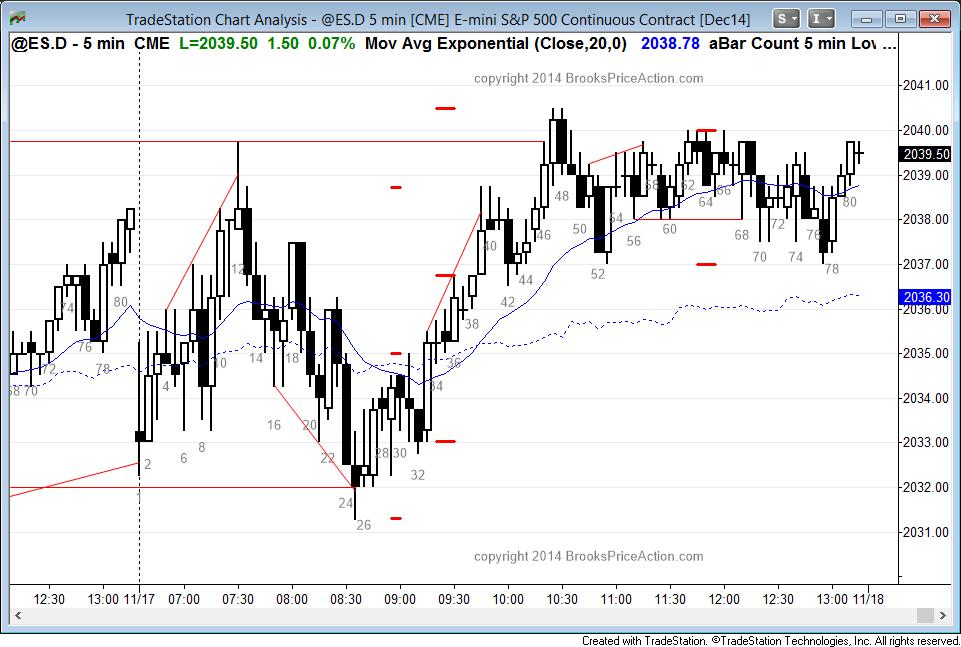 TradeStation Chart Analysis - @ES.D 5 min [CME] E-mini S&P 500 Continuous Contract [Dec14]
S I
@ES.D - 5 min CME L=2039.50 1.50 0.07% Mov Avg Exponential (Close,20,0) 2038.78 aBar Count 5 min Lov ...
copyright 2014 BrooksPriceAction.com
2041.00
2040.00
2039.50
2039.00
2038.00
2037.00
2036.30
2036.00
2035.00
2034.00
2033.00
2032.00
2031.00
68 70 72 74 76 78 80
2 4 6 8 10 12 14 16 18 20 22 24 26 28 30 32 34 36 38 40 42 44 46 48 50 52 54 56 58 60 62 64 66 68 70 72 74 76 78 80
copyright 2014 BrooksPriceAction.com
12:30 13:00 11/17 07:00 07:30 08:00 08:30 09:00 09:30 10:00 10:30 11:00 11:30 12:00 12:30 13:00 11/18
Created with TradeStation. ©TradeStation Technologies, Inc. All rights reserved.